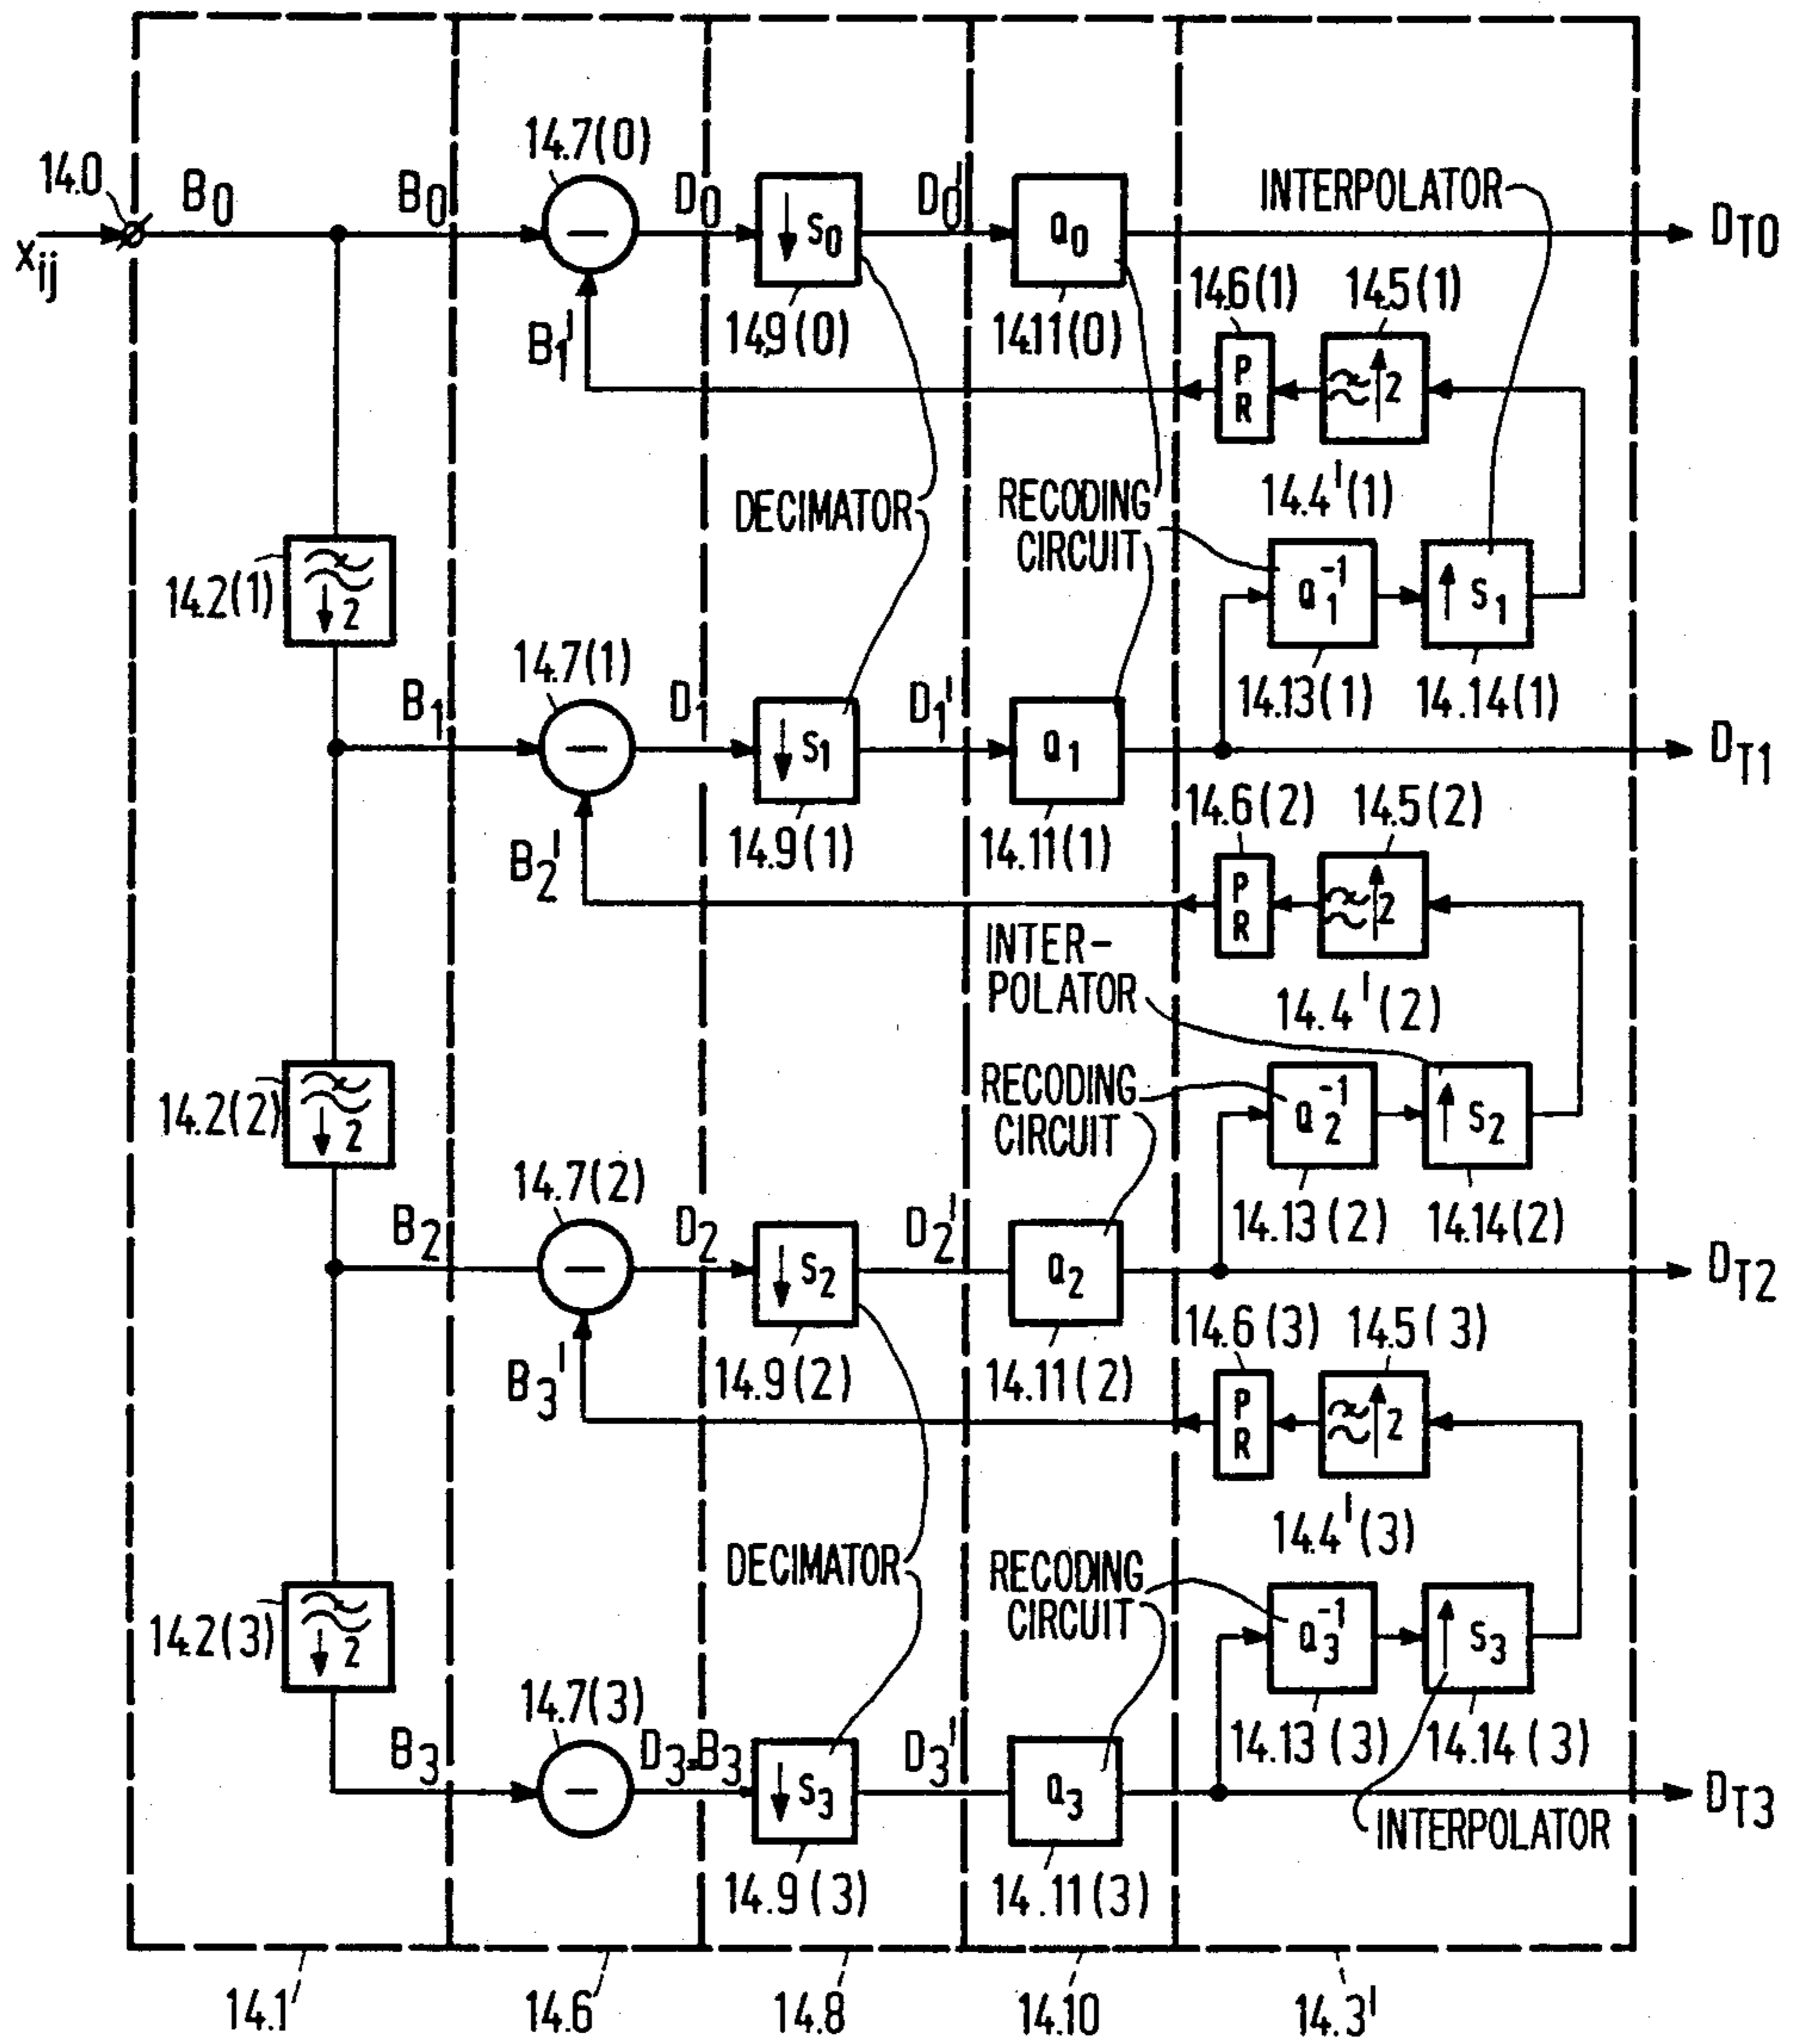 14.7(0)
14.0
B0
B0
D0
↓ S0
D0'
Q0
INTERPOLATOR
DT0
xij
B1'
14.9(0)
14.11(0)
14.6(1)
14.5(1)
PR
2
DECIMATOR
RECODING
CIRCUIT
14.4'(1)
14.2(1)
↓ 2
Q1-1
↑ S1
14.7(1)
14.13(1)
14.14(1)
B1
D1
↓ S1
D1'
Q1
DT1
B2'
14.9(1)
14.11(1)
14.6(2)
14.5(2)
PR
2
INTER-
POLATOR
14.4'(2)
14.2(2)
↓ 2
RECODING
CIRCUIT
Q2-1
↑ S2
14.7(2)
14.13(2)
14.14(2)
B2
D2
↓ S2
D2'
Q2
DT2
B3'
14.9(2)
14.11(2)
14.6(3)
14.5(3)
PR
2
DECIMATOR
RECODING
CIRCUIT
14.4'(3)
14.2(3)
↓ 2
Q3-1
↑ S3
14.7(3)
14.13(3)
14.14(3)
B3
D3=B3
↓ S3
D3'
Q3
DT3
INTERPOLATOR
14.9(3)
14.11(3)
14.1
14.6
14.8
14.10
14.3'